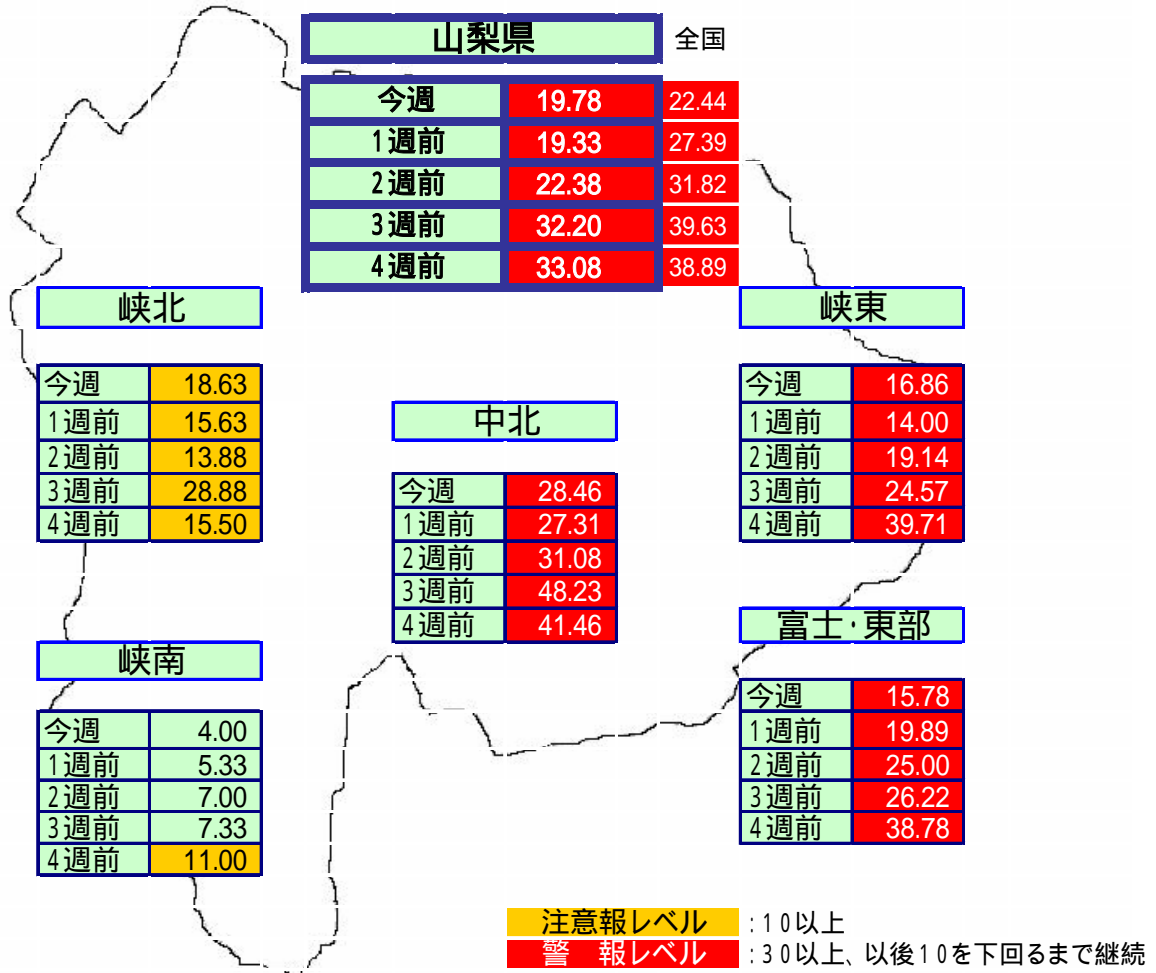 山梨県 全国
今週 19.78 22.44
1週前 19.33 27.39
2週前 22.38 31.82
3週前 32.20 39.63
4週前 33.08 38.89
峡北
今週 18.63
1週前 15.63
2週前 13.88
3週前 28.88
4週前 15.50
中北
今週 28.46
1週前 27.31
2週前 31.08
3週前 48.23
4週前 41.46
峡東
今週 16.86
1週前 14.00
2週前 19.14
3週前 24.57
4週前 39.71
峡南
今週 4.00
1週前 5.33
2週前 7.00
3週前 7.33
4週前 11.00
富士・東部
今週 15.78
1週前 19.89
2週前 25.00
3週前 26.22
4週前 38.78
注意報レベル :10以上
警 報レベル :30以上、以後10を下回るまで継続